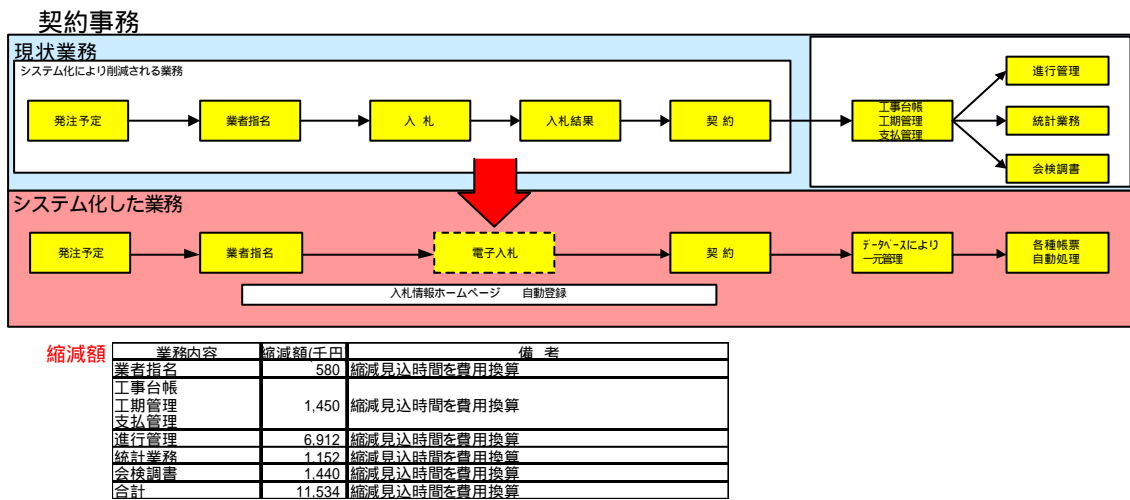 契約事務
現状業務
システム化により削減される業務
発注予定
業者指名
入 札
入札結果
契 約
工事台帳
工期管理
支払管理
進行管理
統計業務
会検調書
システム化した業務
発注予定
業者指名
電子入札
契 約
データベースにより
一元管理
各種帳票
自動処理
入札情報ホームページ　自動登録
縮減額
業務内容 縮減額(千円 備 考
業者指名 580 縮減見込時間を費用換算
工事台帳
工期管理 1,450 縮減見込時間を費用換算
支払管理
進行管理 6,912 縮減見込時間を費用換算
統計業務 1,152 縮減見込時間を費用換算
会検調書 1,440 縮減見込時間を費用換算
合計 11,534 縮減見込時間を費用換算